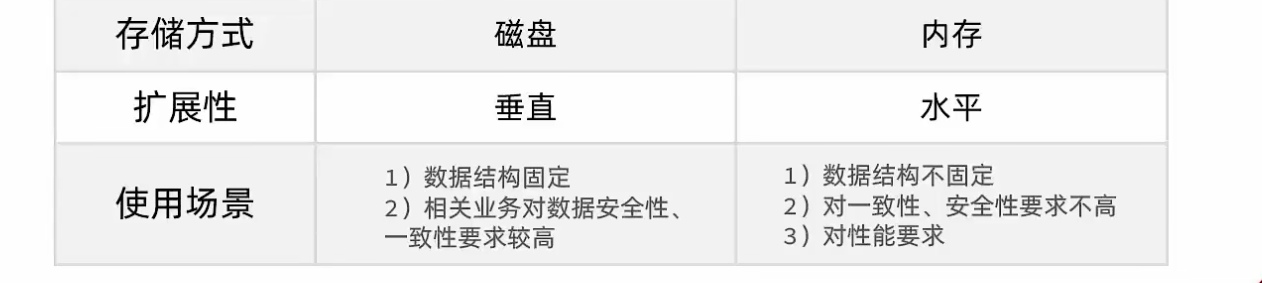 存储方式 磁盘 内存
扩展性 垂直 水平
使用场景
1）数据结构固定
2）相关业务对数据安全性、
一致性要求较高
1）数据结构不固定
2）对一致性、安全性要求不高
3）对性能要求